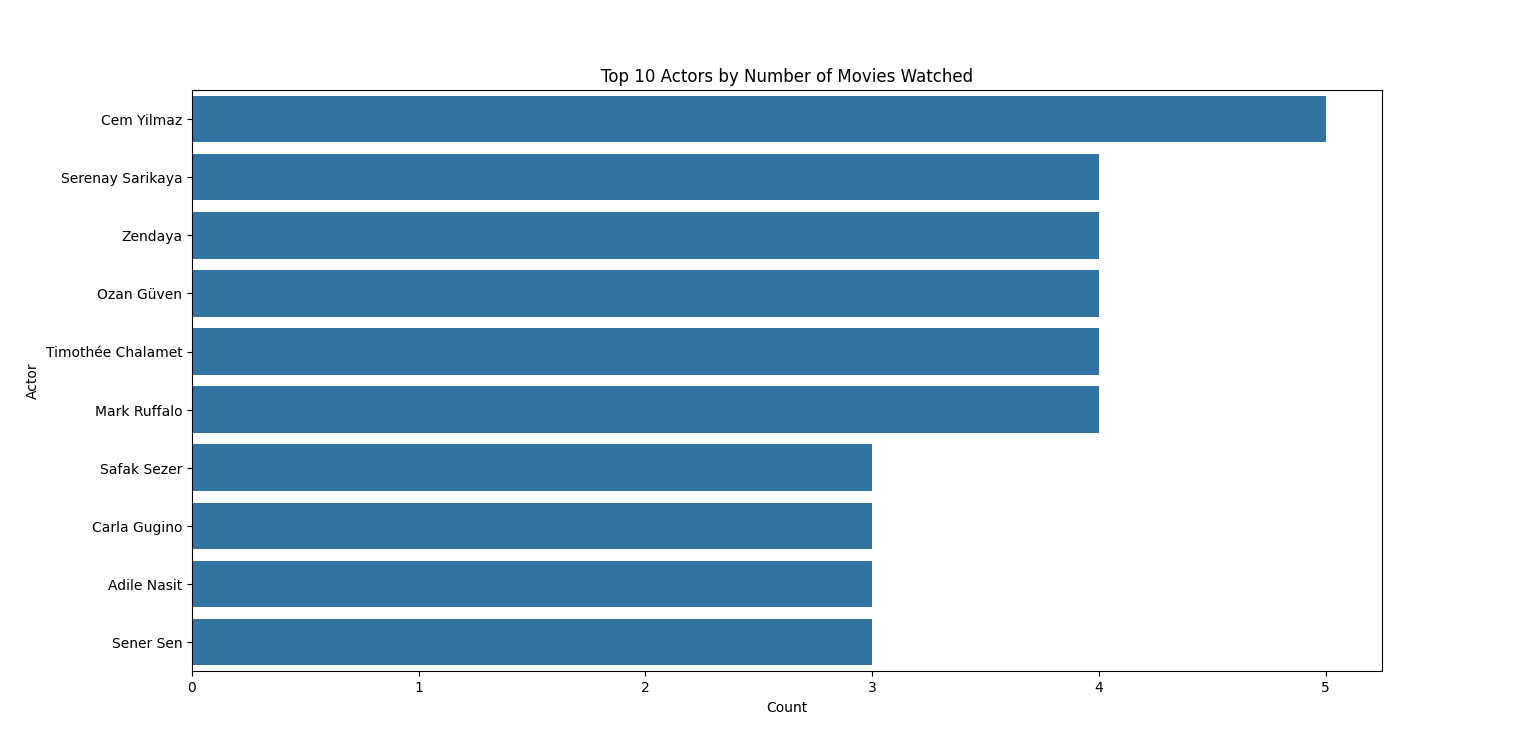 Top 10 Actors by Number of Movies Watched
Cem Yilmaz
Serenay Sarikaya
Zendaya
Ozan Güven
Timothée Chalamet
Mark Ruffalo
Safak Sezer
Carla Gugino
Adile Nasit
Sener Sen
Actor
0 1 2 3 4 5
Count